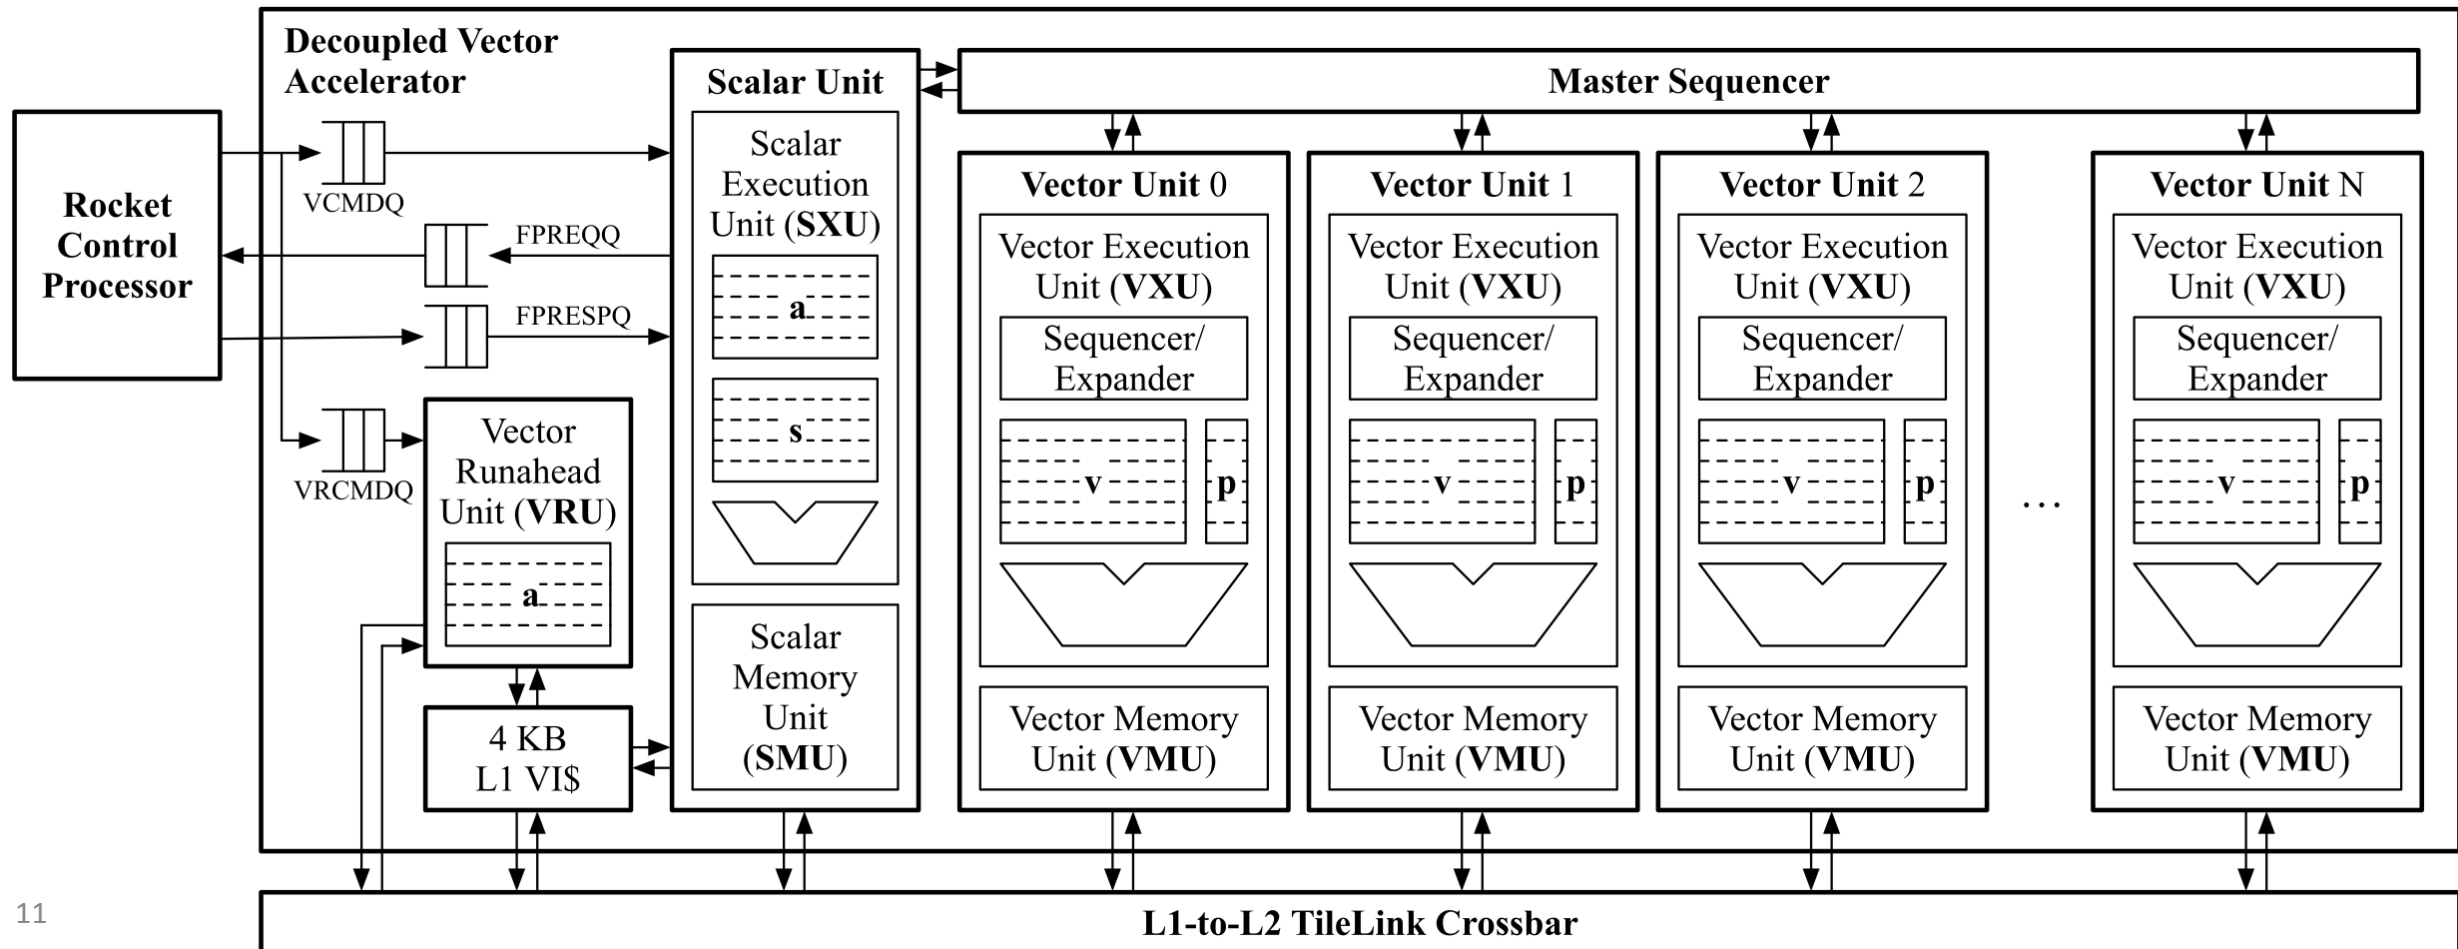 Decoupled Vector
Accelerator
Rocket
Control
Processor
VCMDQ
FPREQQ
FPRESPQ
VRCMDQ
Vector
Runahead
Unit (VRU)
a
4 KB
L1 VI$
Scalar Unit
Scalar
Execution
Unit (SXU)
a
s
Scalar
Memory
Unit
(SMU)
Master Sequencer
Vector Unit 0
Vector Execution
Unit (VXU)
Sequencer/
Expander
v
p
Vector Memory
Unit (VMU)
Vector Unit 1
Vector Execution
Unit (VXU)
Sequencer/
Expander
v
p
Vector Memory
Unit (VMU)
Vector Unit 2
Vector Execution
Unit (VXU)
Sequencer/
Expander
v
p
Vector Memory
Unit (VMU)
...
Vector Unit N
Vector Execution
Unit (VXU)
Sequencer/
Expander
v
p
Vector Memory
Unit (VMU)
L1-to-L2 TileLink Crossbar
11